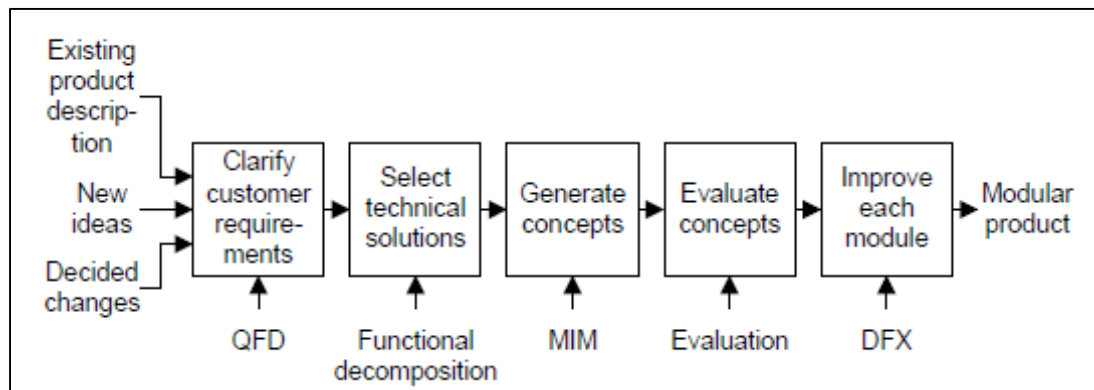 Existing
product
descrip-
tion
New
ideas
Decided
changes
Clarify
customer
require-
ments
Select
technical
solutions
Generate
concepts
Evaluate
concepts
Improve
each
module
Modular
product
QFD
Functional
decomposition
MIM
Evaluation
DFX